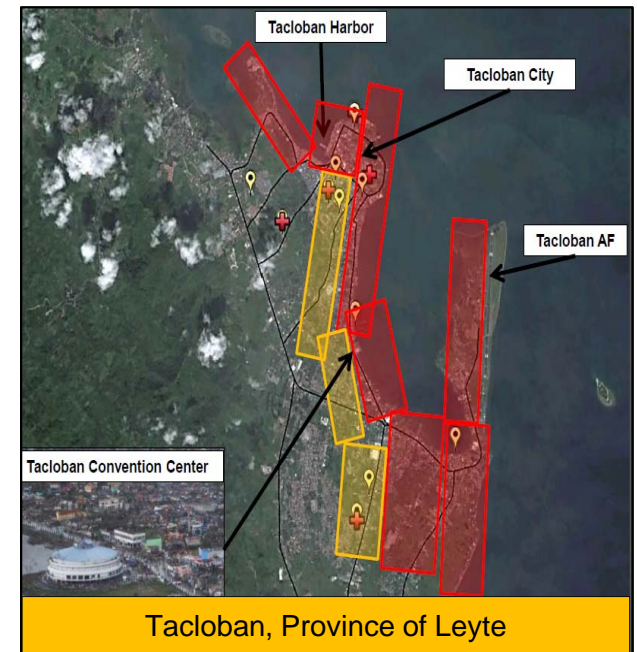 Tacloban Harbor
Tacloban City
Tacloban AF
Tacloban Convention Center
Tacloban, Province of Leyte